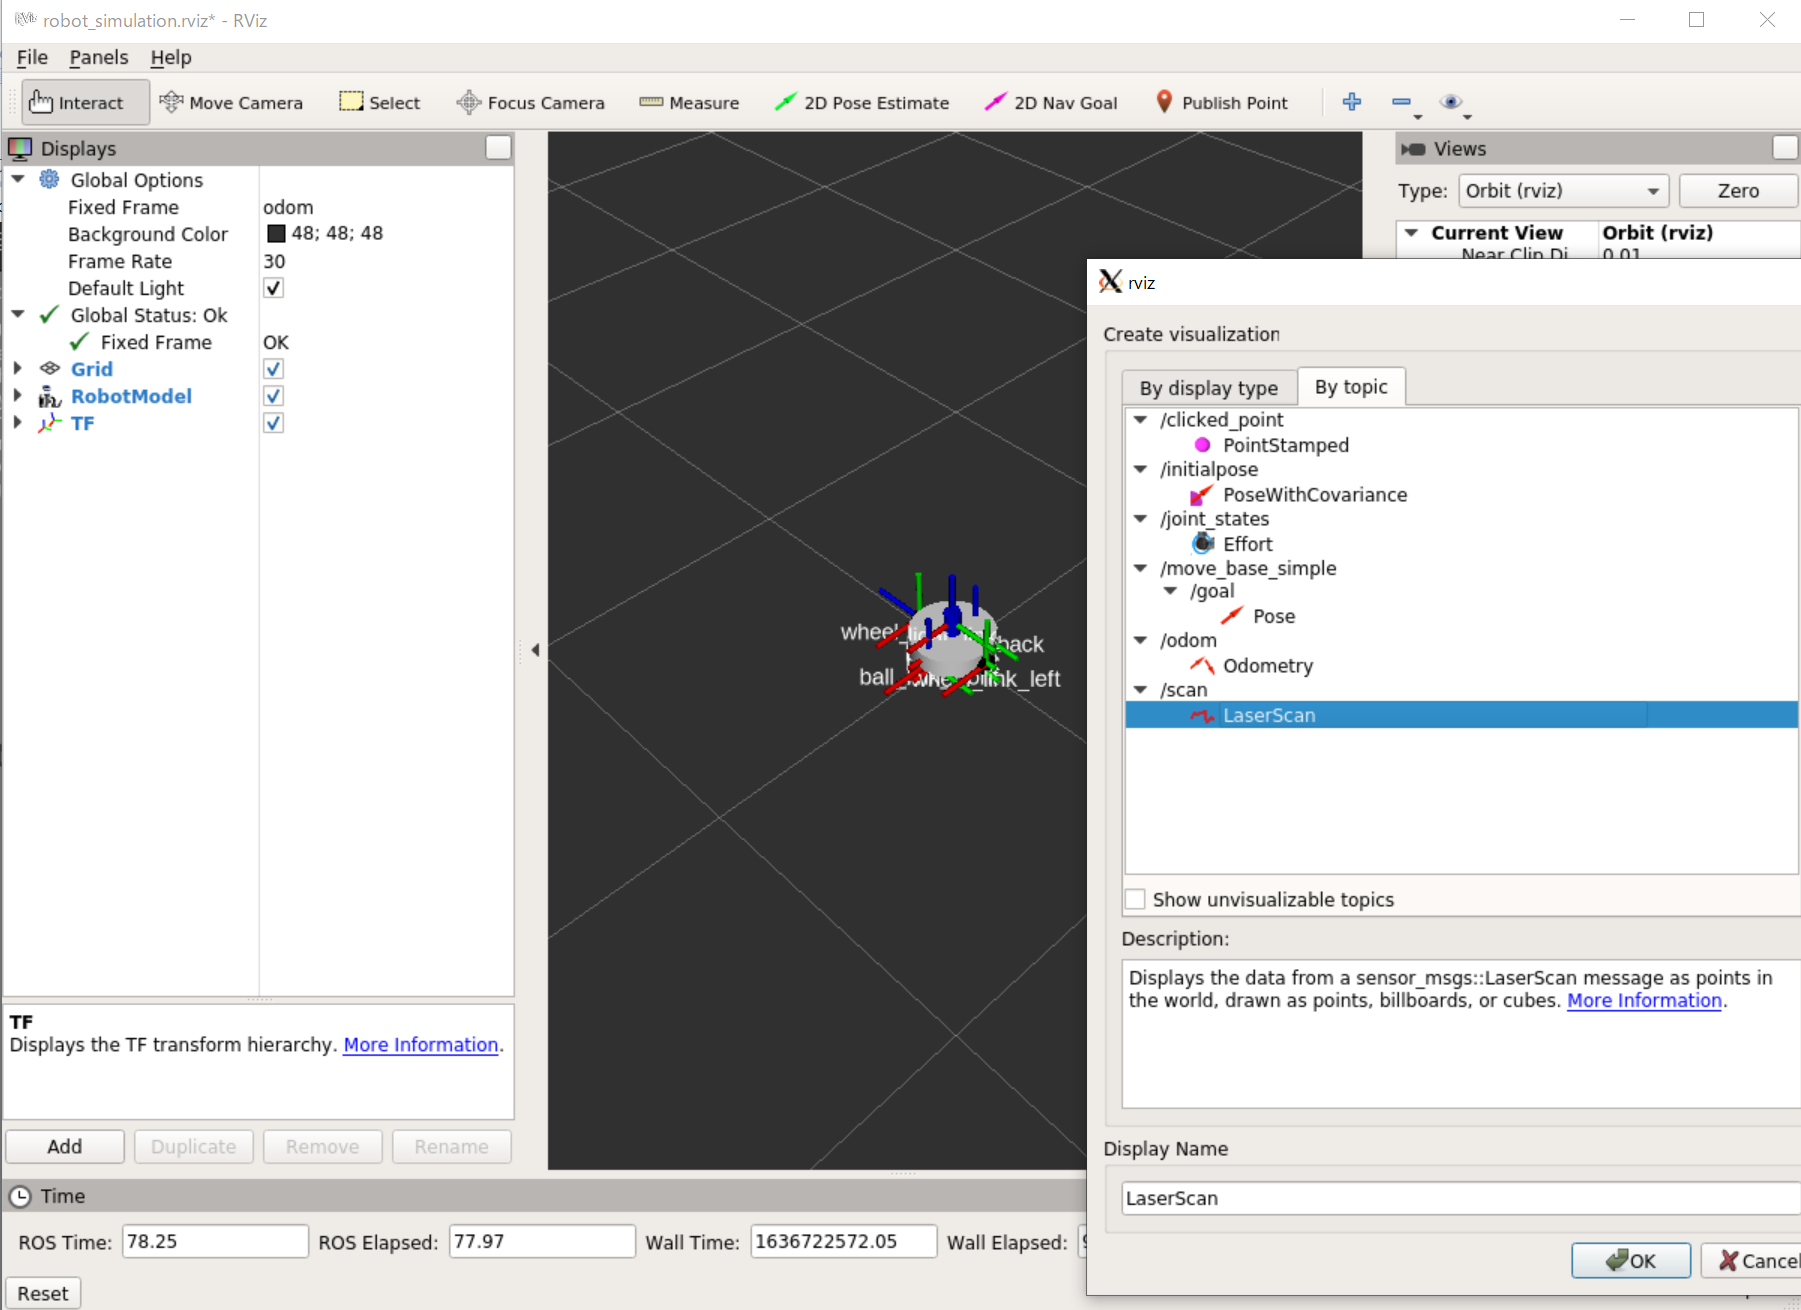 robot_simulation.rviz* - RViz
File Panels Help
Interact Move Camera Select Focus Camera Measure 2D Pose Estimate 2D Nav Goal Publish Point
Displays
Global Options
Fixed Frame odom
Background Color 48; 48; 48
Frame Rate 30
Default Light
Global Status: Ok
Fixed Frame OK
Grid
RobotModel
TF
TF
Displays the TF transform hierarchy. More Information.
Add Duplicate Remove Rename
back
Views
Type: Orbit (rviz) Zero
Current View Orbit (rviz)
Near Clip Di 0.01
rviz
Create visualization
By display type By topic
/clicked_point
PointStamped
/initialpose
PoseWithCovariance
/joint_states
Effort
/move_base_simple
/goal
Pose
/odom
Odometry
/scan
LaserScan
Show unvisualizable topics
Description:
Displays the data from a sensor_msgs::LaserScan message as points in
the world, drawn as points, billboards, or cubes. More Information.
Display Name
LaserScan
OK Cancel
Time
ROS Time: 78.25 ROS Elapsed: 77.97 Wall Time: 1636722572.05 Wall Elapsed:
Reset